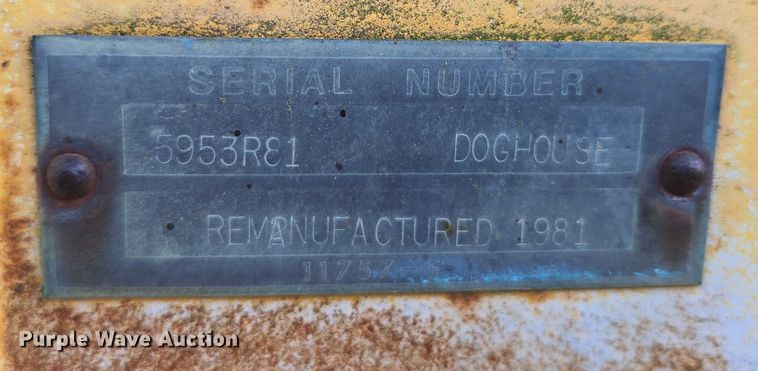 SERIAL NUMBER
5953R81 DOGHOUSE
REMANUFACTURED 1981
Purple Wave Auction